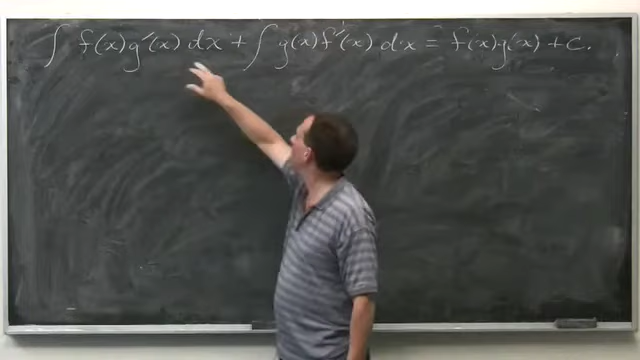 ∫ f(x)g'(x) dx + ∫ g(x)f'(x) dx = f(x)g(x) + c.